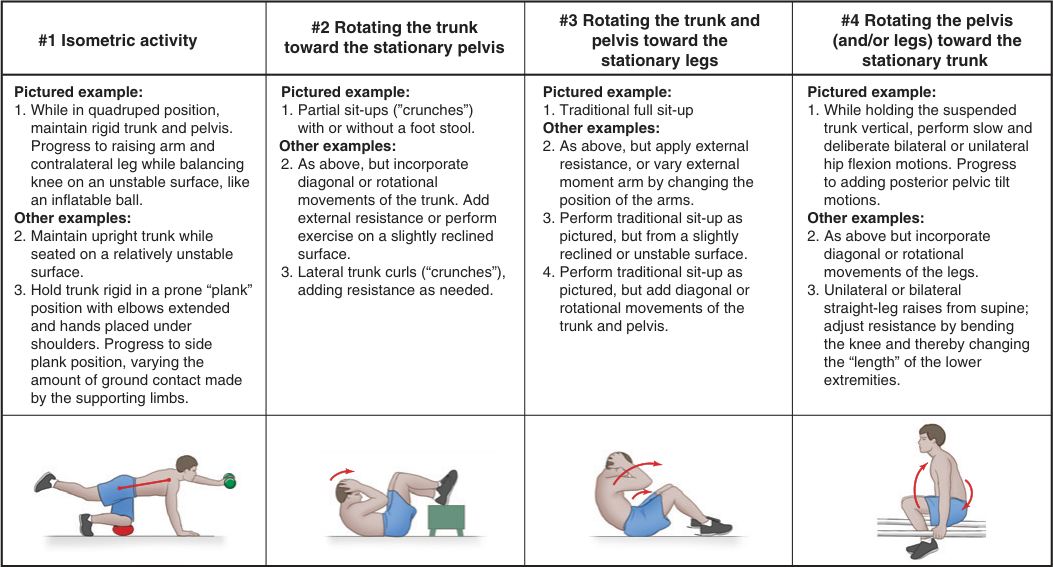 #1 Isometric activity
#2 Rotating the trunk
toward the stationary pelvis
#3 Rotating the trunk and
pelvis toward the
stationary legs
#4 Rotating the pelvis
(and/or legs) toward the
stationary trunk
Pictured example:
1. While in quadruped position,
maintain rigid trunk and pelvis.
Progress to raising arm and
contralateral leg while balancing
knee on an unstable surface, like
an inflatable ball.
Other examples:
2. Maintain upright trunk while
seated on a relatively unstable
surface.
3. Hold trunk rigid in a prone “plank”
position with elbows extended
and hands placed under
shoulders. Progress to side
plank position, varying the
amount of ground contact made
by the supporting limbs.
Pictured example:
1. Partial sit-ups (”crunches”)
with or without a foot stool.
Other examples:
2. As above, but incorporate
diagonal or rotational
movements of the trunk. Add
external resistance or perform
exercise on a slightly reclined
surface.
3. Lateral trunk curls (“crunches”),
adding resistance as needed.
Pictured example:
1. Traditional full sit-up
Other examples:
2. As above, but apply external
resistance, or vary external
moment arm by changing the
position of the arms.
3. Perform traditional sit-up as
pictured, but from a slightly
reclined or unstable surface.
4. Perform traditional sit-up as
pictured, but add diagonal or
rotational movements of the
trunk and pelvis.
Pictured example:
1. While holding the suspended
trunk vertical, perform slow and
deliberate bilateral or unilateral
hip flexion motions. Progress
to adding posterior pelvic tilt
motions.
Other examples:
2. As above but incorporate
diagonal or rotational
movements of the legs.
3. Unilateral or bilateral
straight-leg raises from supine;
adjust resistance by bending
the knee and thereby changing
the “length” of the lower
extremities.